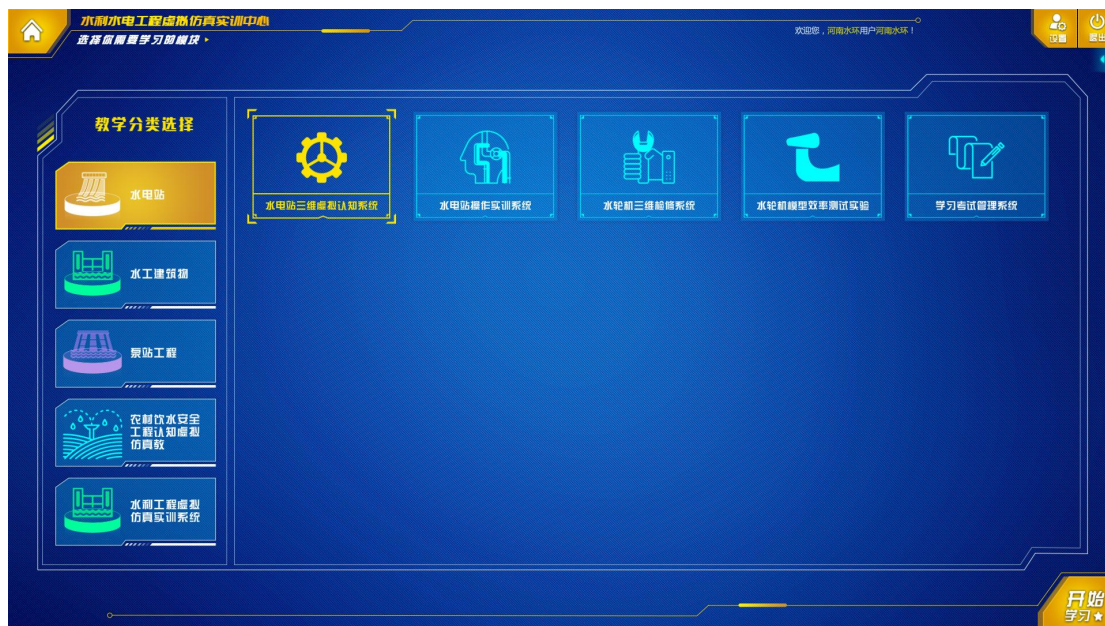 水利水电工程虚拟仿真实训中心
选择你需要学习的模块
欢迎您，河南水环用户河南水环！
设置
退出
教学分类选择
水电站
水工建筑物
泵站工程
农村饮水安全
工程认知虚拟
仿真教
水利工程虚拟
仿真实训系统
水电站三维虚拟认知系统
水电站操作实训系统
水轮机三维检修系统
水轮机模型效率测试实验
学习考试管理系统
开始
学习